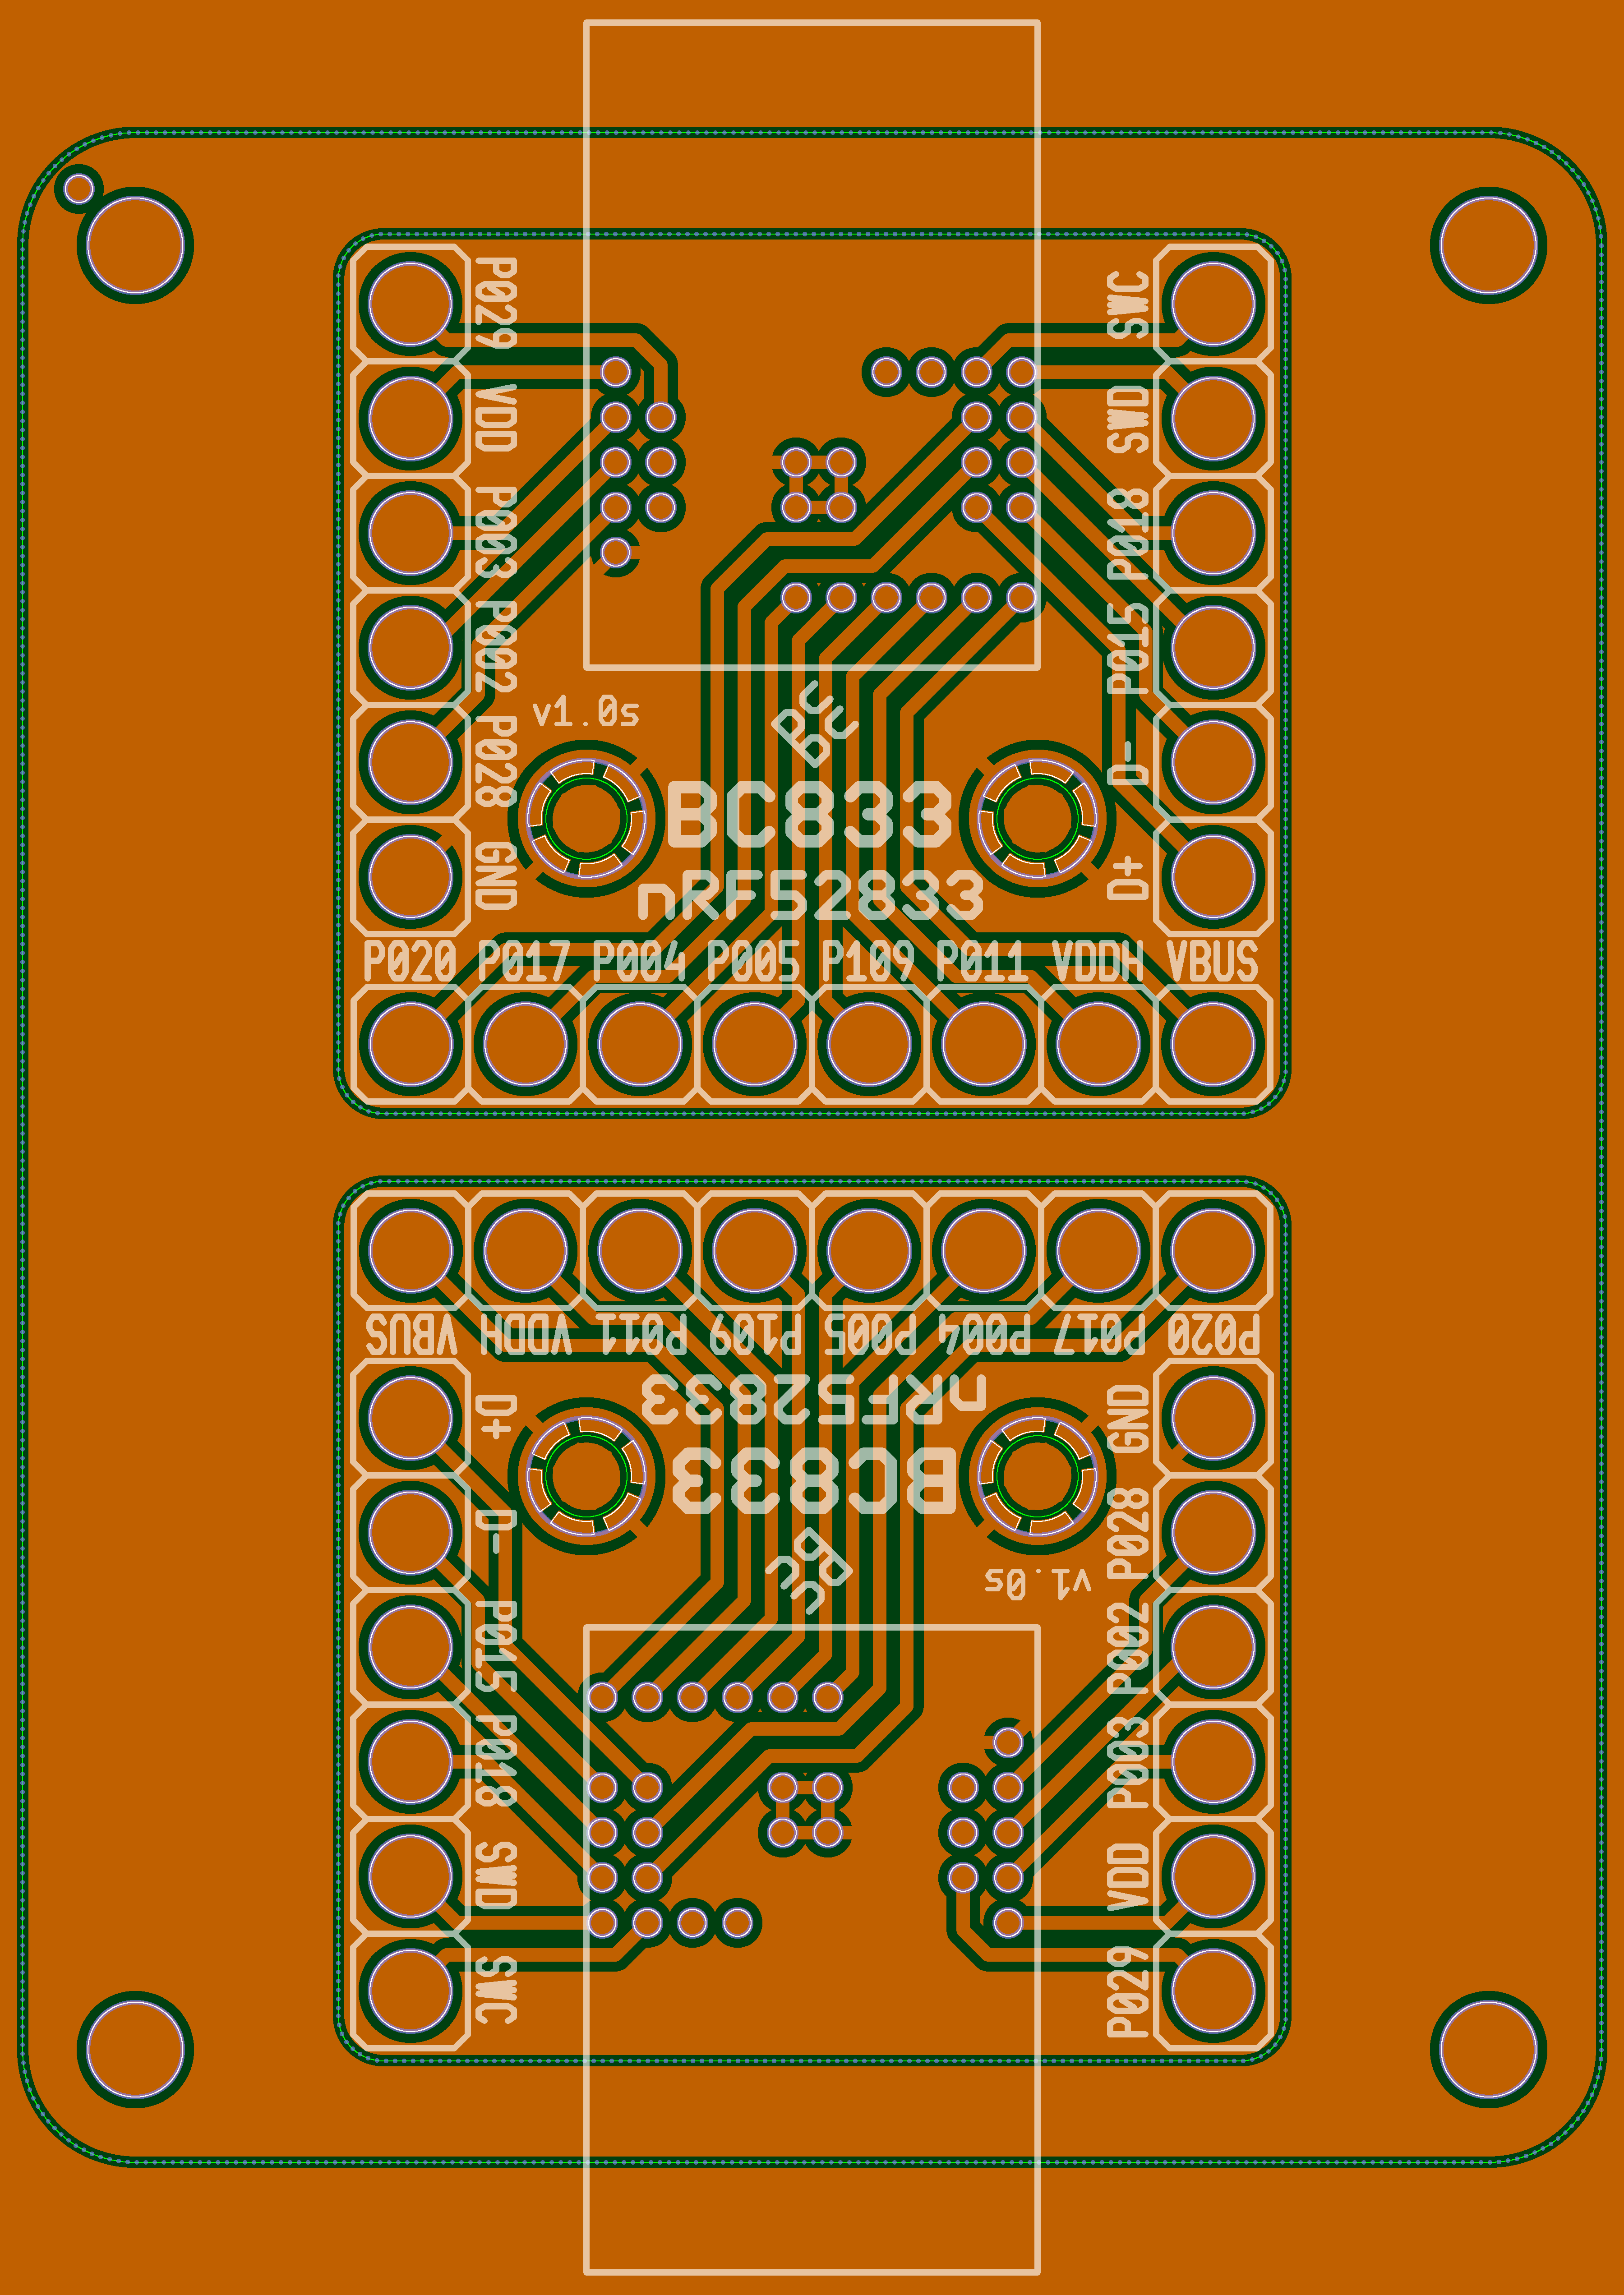 P029
SWC
VDD
SWD
P003
P018
P002
P015
v1.0s
P028
D-
BC833
nRF52833
GND
D+
P020 P017 P004 P005 P109 P011 VDDH VBUS
VBUS VDDH P011 P109 P005 P004 P017 P020
D+
nRF52833
GND
BC833
D-
P028
v1.0s
P015
P002
P018
P003
SWD
VDD
SWC
P029